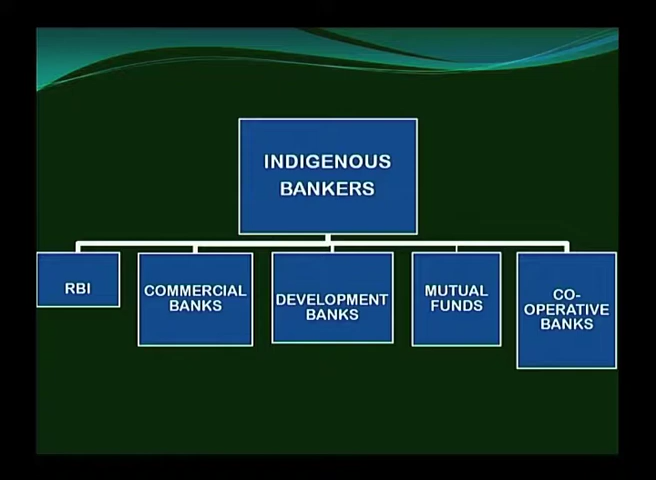 INDIGENOUS
BANKERS
RBI
COMMERCIAL
BANKS
DEVELOPMENT
BANKS
MUTUAL
FUNDS
CO-
OPERATIVE
BANKS